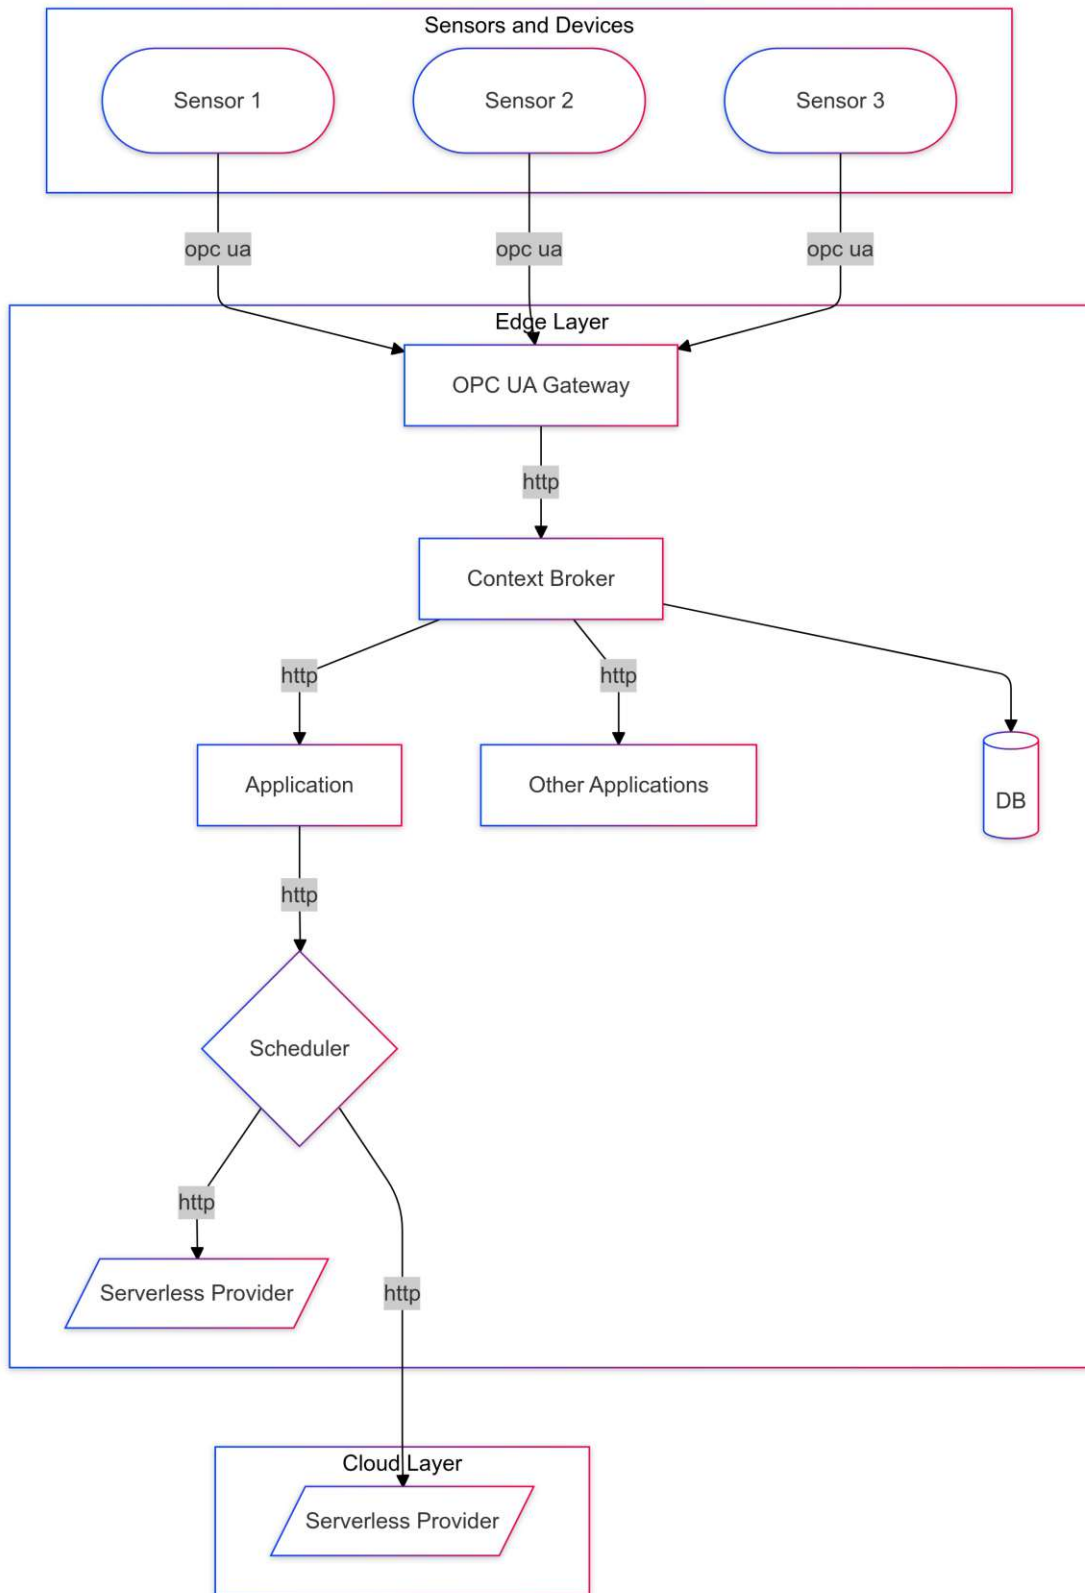 Sensors and Devices
Sensor 1
Sensor 2
Sensor 3
opc ua
opc ua
opc ua
Edge Layer
OPC UA Gateway
http
Context Broker
http
http
Application
Other Applications
DB
http
Scheduler
http
Serverless Provider
http
Cloud Layer
Serverless Provider